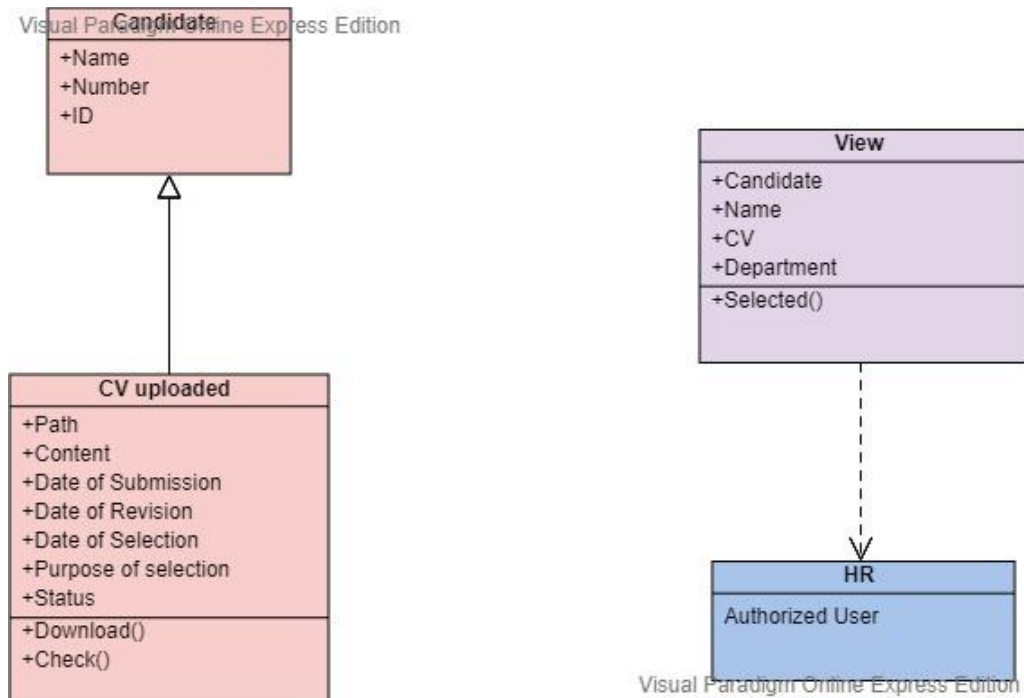 Visual Paradigm Online Express Edition
Candidate
+Name
+Number
+ID
View
+Candidate
+Name
+CV
+Department
+Selected()
CV uploaded
+Path
+Content
+Date of Submission
+Date of Revision
+Date of Selection
+Purpose of selection
+Status
+Download()
+Check()
HR
Authorized User
Visual Paradigm Online Express Edition